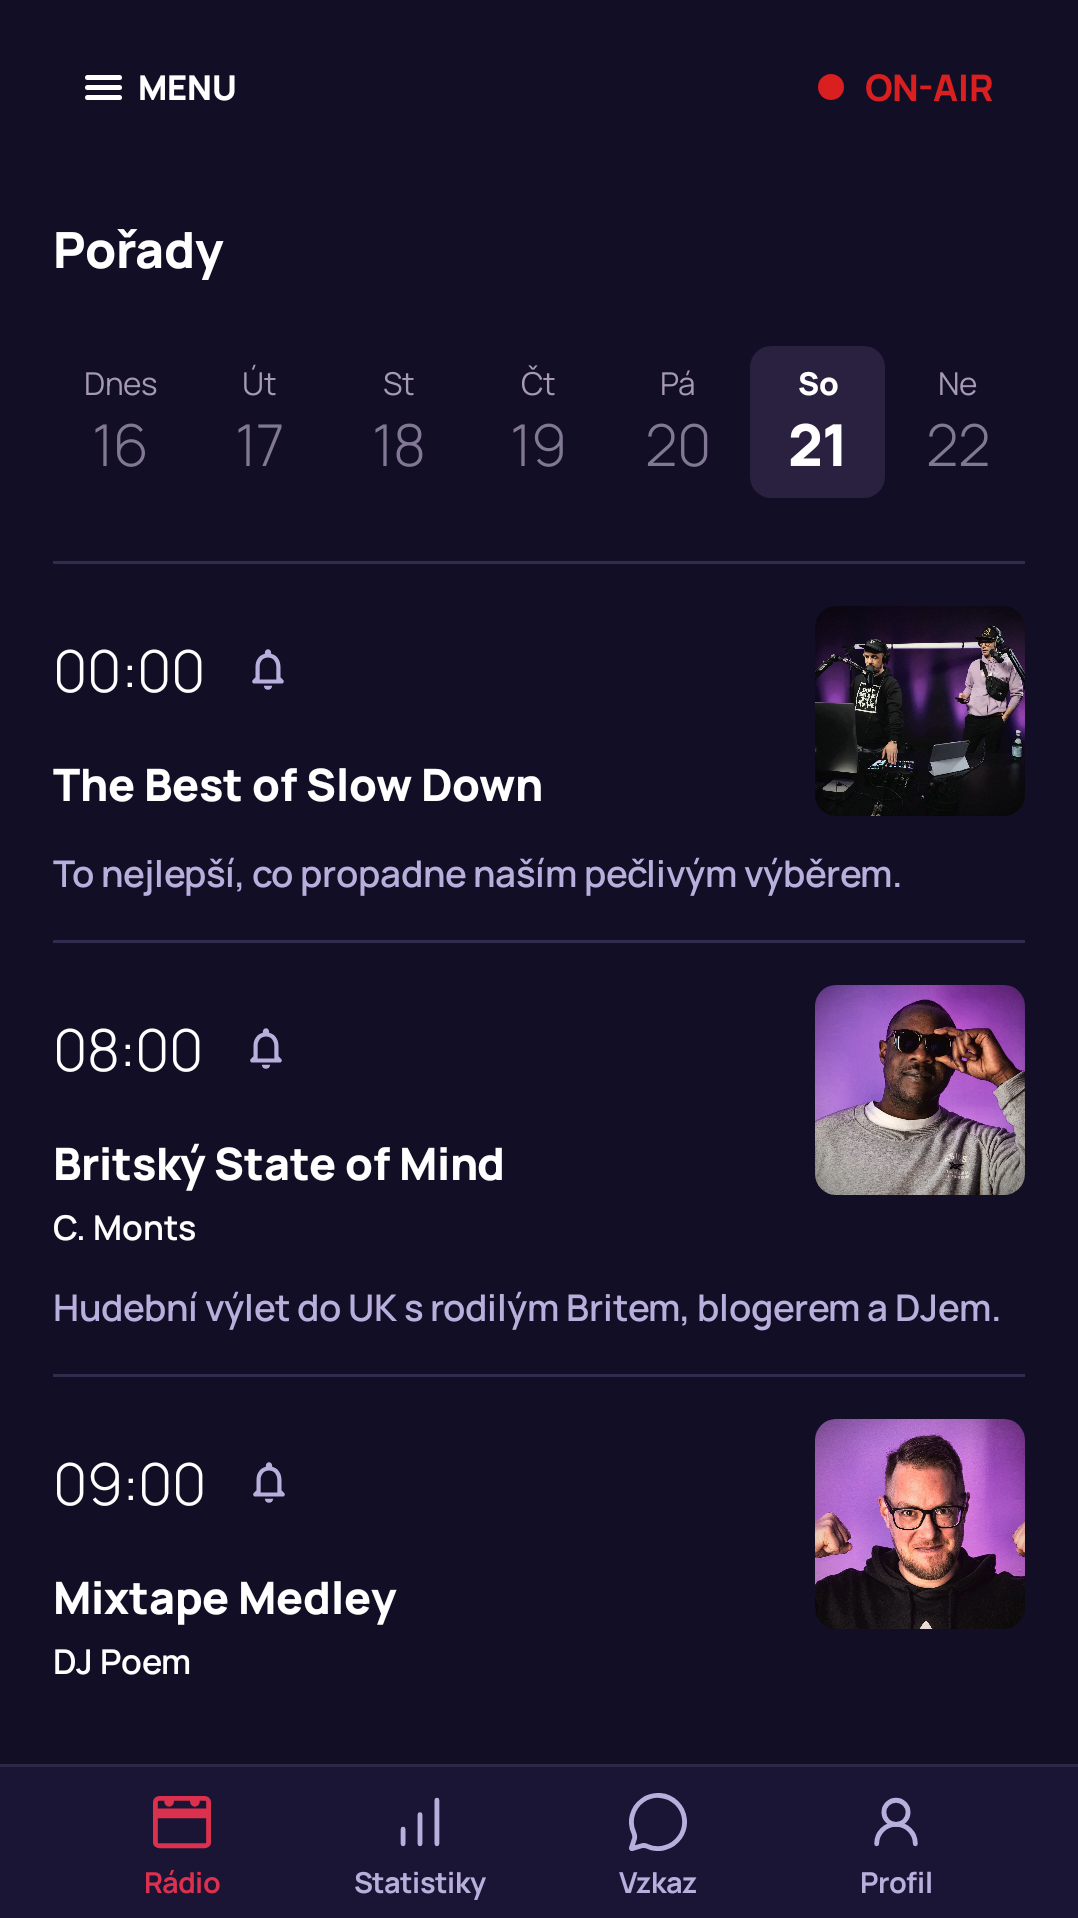 MENU
ON-AIR
Pořady
Dnes Út St Čt Pá So Ne
16 17 18 19 20 21 22
00:00
The Best of Slow Down
To nejlepší, co propadne naším pečlivým výběrem.
08:00
Britský State of Mind
C. Monts
Hudební výlet do UK s rodilým Britem, blogerem a DJem.
09:00
Mixtape Medley
DJ Poem
Rádio Statistiky Vzkaz Profil